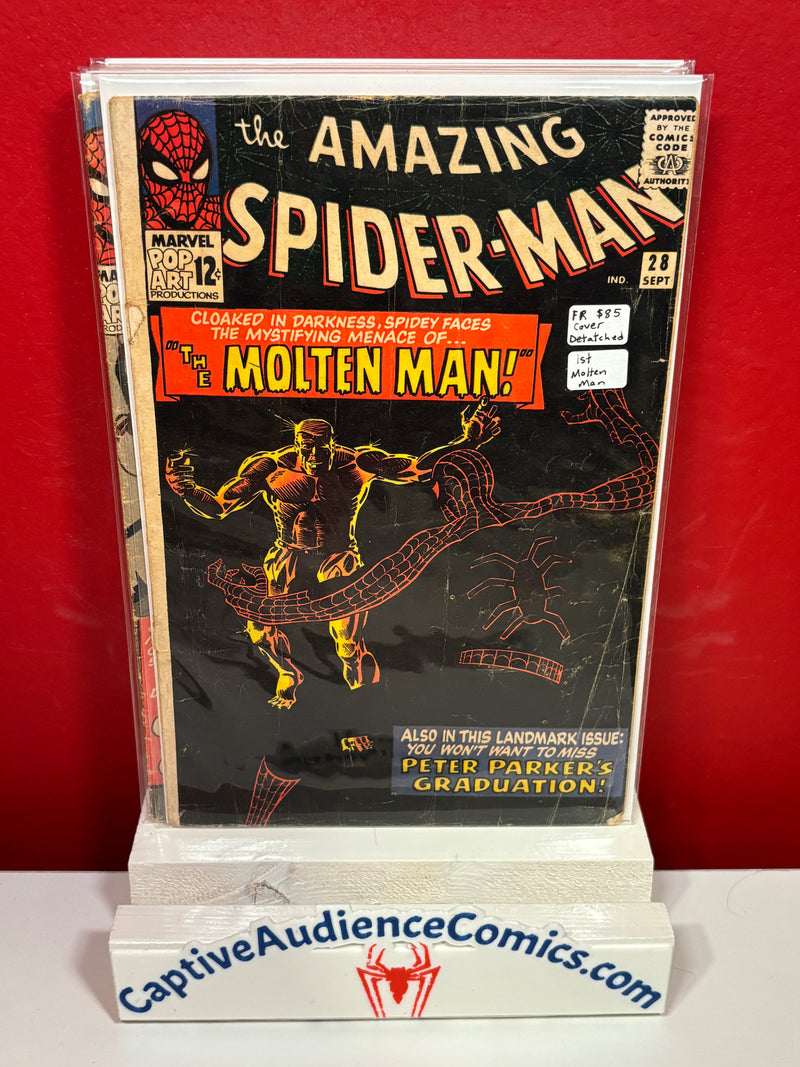 the AMAZING
SPIDER-MAN
APPROVED
BY THE
COMICS
CODE
CA
AUTHORITY
MARVEL
POP
ART 12¢
PRODUCTIONS
IND.
28
SEPT
CLOAKED IN DARKNESS, SPIDEY FACES
THE MYSTIFYING MENACE OF...
"THE MOLTEN MAN!"
FR $85
Cover
Detatched
1st
Molten
Man
ALSO IN THIS LANDMARK ISSUE:
YOU WON'T WANT TO MISS
PETER PARKER'S
GRADUATION!
CaptiveAudienceComics.com